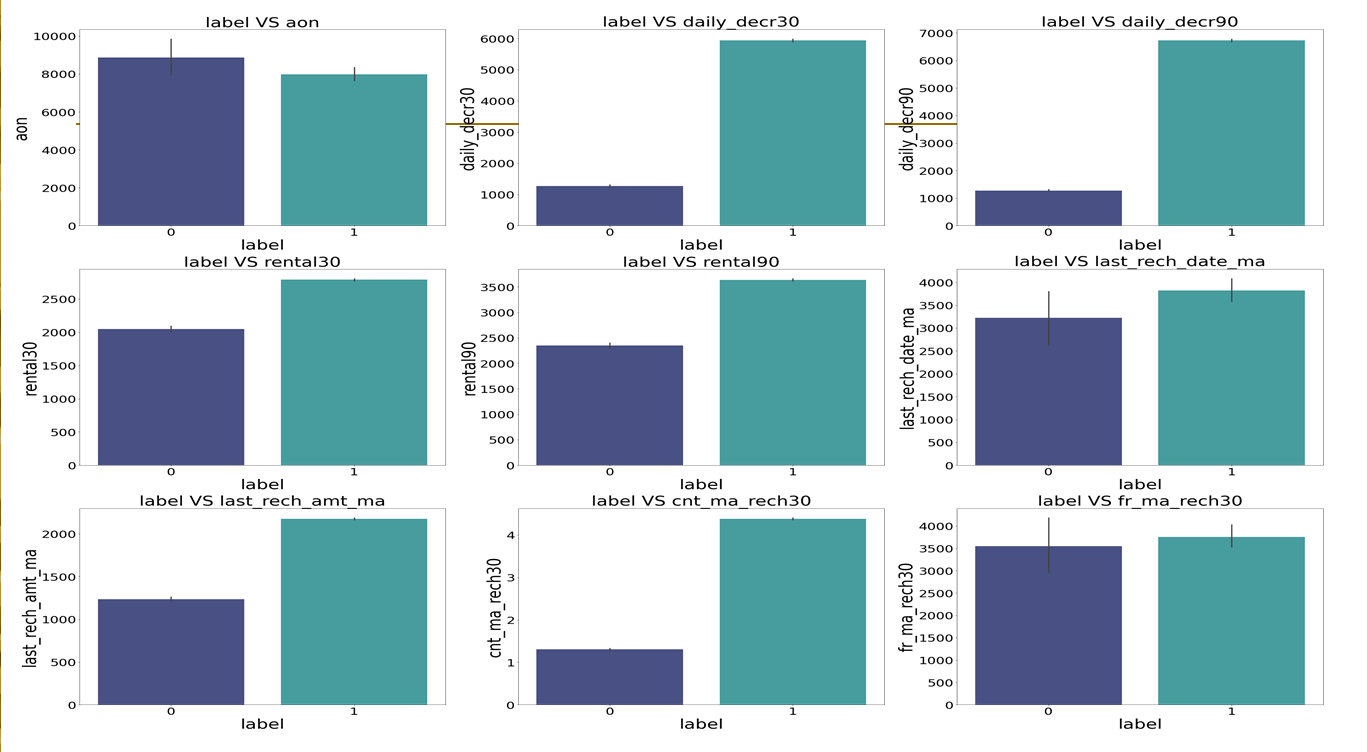 label VS aon
10000
8000
6000
4000
2000
0
aon
0 1
label
label VS daily_decr30
6000
5000
4000
3000
2000
1000
0
daily_decr30
0 1
label
label VS daily_decr90
7000
6000
5000
4000
3000
2000
1000
0
daily_decr90
0 1
label
label VS rental30
2500
2000
1500
1000
500
0
rental30
0 1
label
label VS rental90
3500
3000
2500
2000
1500
1000
500
0
rental90
0 1
label
label VS last_rech_date_ma
4000
3500
3000
2500
2000
1500
1000
500
0
last_rech_date_ma
0 1
label
label VS last_rech_amt_ma
2000
1500
1000
500
0
last_rech_amt_ma
0 1
label
label VS cnt_ma_rech30
4
3
2
1
0
cnt_ma_rech30
0 1
label
label VS fr_ma_rech30
4000
3500
3000
2500
2000
1500
1000
500
0
fr_ma_rech30
0 1
label